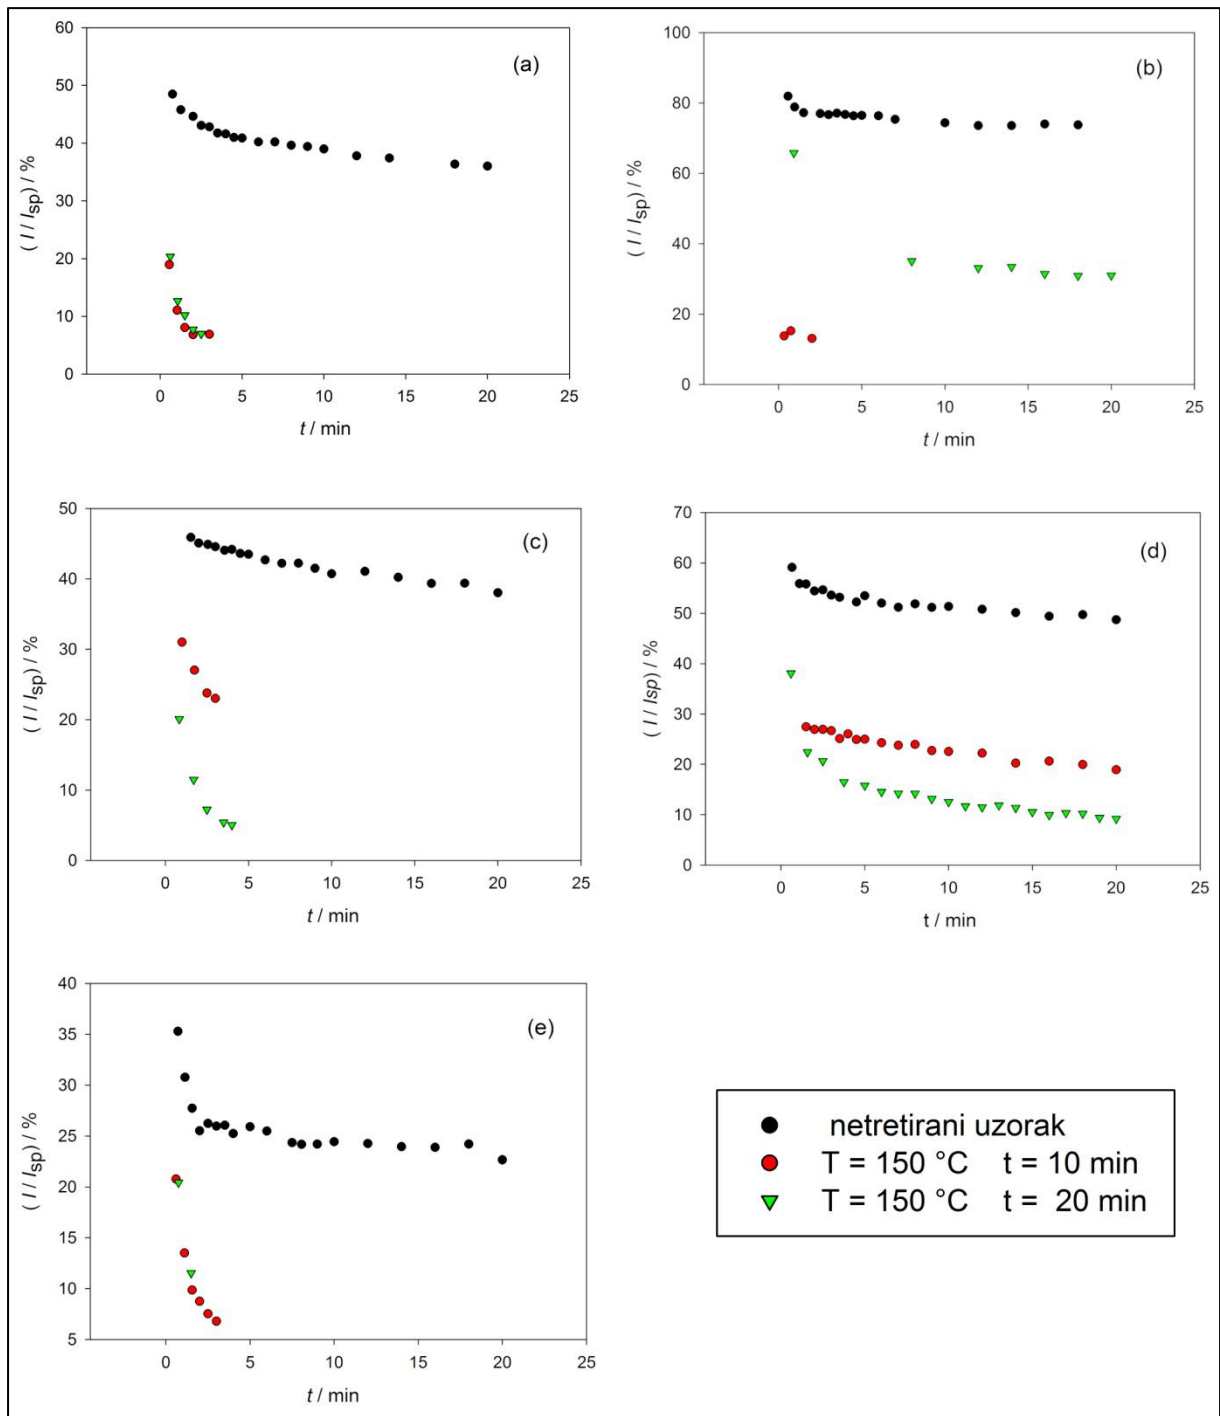 60
50
40
30
20
10
0
( I / Isp) / %
(a)
0 5 10 15 20 25
t / min
100
80
60
40
20
0
( I / Isp) / %
(b)
0 5 10 15 20 25
t / min
50
40
30
20
10
0
( I / Isp) / %
(c)
0 5 10 15 20 25
t / min
70
60
50
40
30
20
10
0
( I / Isp) / %
(d)
0 5 10 15 20 25
t / min
40
35
30
25
20
15
10
5
( I / Isp) / %
(e)
0 5 10 15 20 25
t / min
netretirani uzorak
T = 150 °C t = 10 min
T = 150 °C t = 20 min